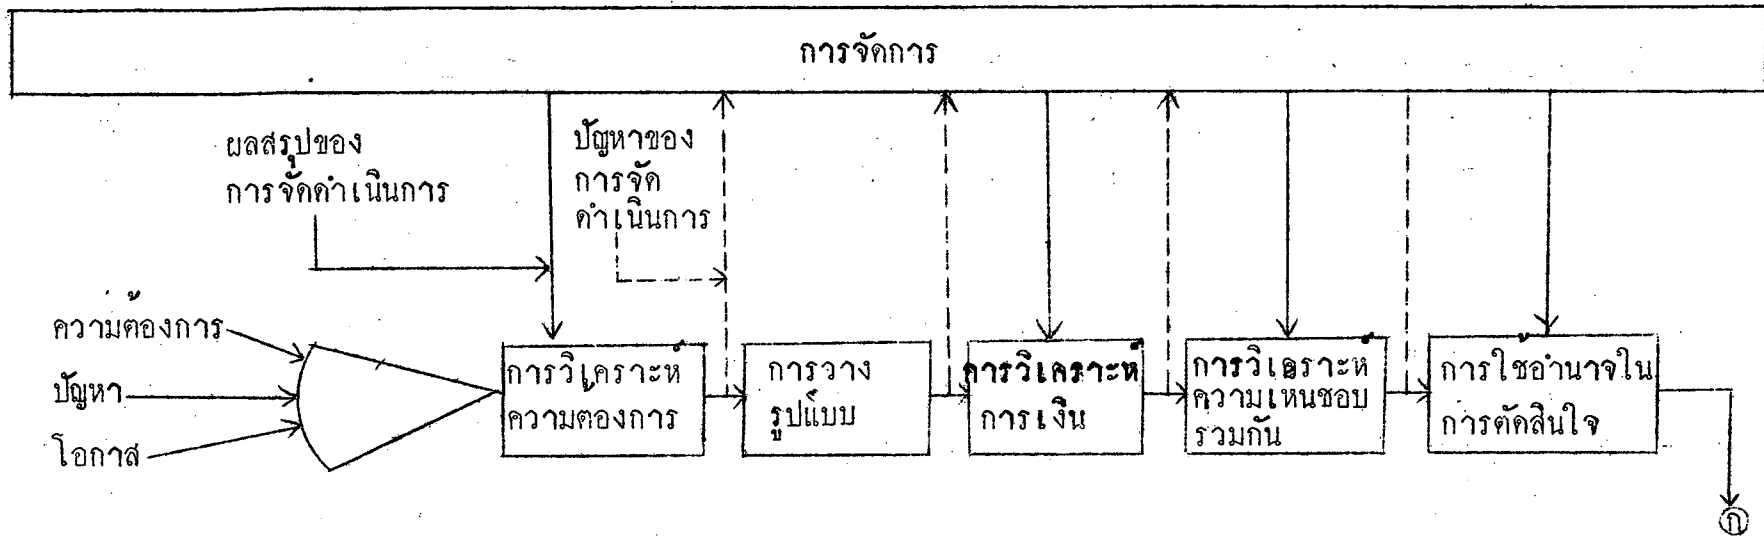 การจัดการ
ผลสรุปของ
การจัดดำเนินการ
ปัญหาของ
การจัด
ดำเนินการ
ความต้องการ
ปัญหา
โอกาส
การวิเคราะห์
ความต้องการ
การวาง
รูปแบบ
การวิเคราะห์
การเงิน
การวิเคราะห์
ความเห็นชอบ
รวมกัน
การใช้อำนาจใน
การตัดสินใจ
ก